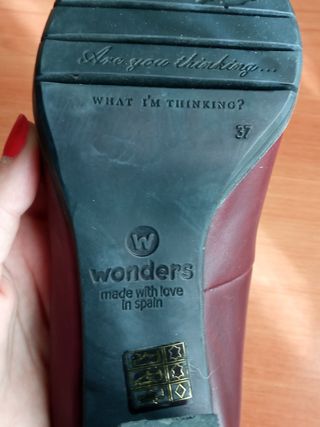 Are you thinking...
WHAT I'M THINKING?
37
W
wonders
made with love
in spain